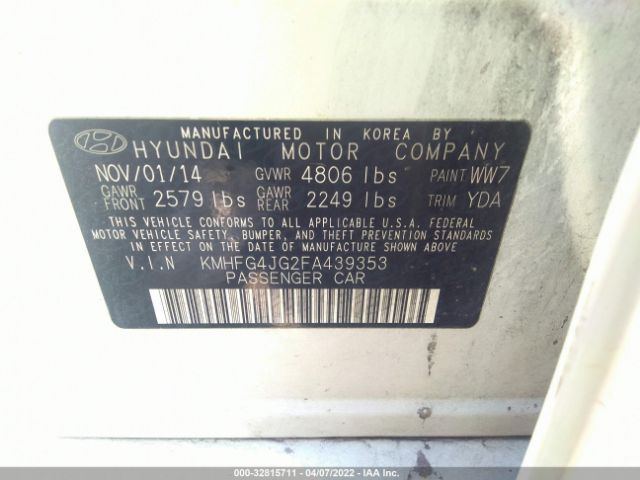 MANUFACTURED IN KOREA BY
HYUNDAI MOTOR COMPANY
NOV/01/14 GVWR 4806 lbs PAINT WW7
GAWR FRONT 2579 lbs GAWR REAR 2249 lbs TRIM YDA
THIS VEHICLE CONFORMS TO ALL APPLICABLE U.S.A. FEDERAL
MOTOR VEHICLE SAFETY, BUMPER, AND THEFT PREVENTION STANDARDS IN EFFECT
ON THE DATE OF MANUFACTURE SHOWN ABOVE
V.I.N KMHFG4JG2FA439353
PASSENGER CAR
000-32815711 - 04/07/2022 - IAA Inc.